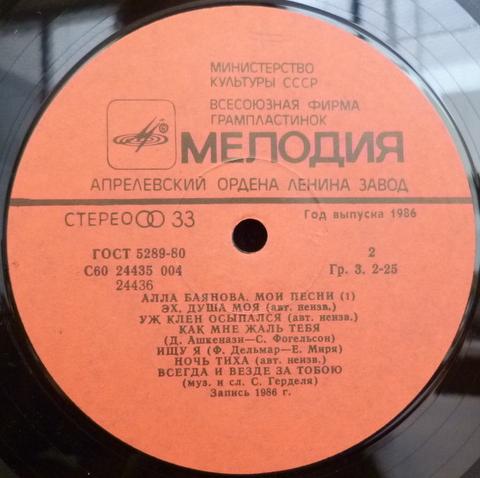 МИНИСТЕРСТВО
КУЛЬТУРЫ СССР
ВСЕСОЮЗНАЯ ФИРМА
ГРАМПЛАСТИНОК
МЕЛОДИЯ
АПРЕЛЕВСКИЙ ОРДЕНА ЛЕНИНА ЗАВОД
СТЕРЕО 33
Год выпуска 1986
ГОСТ 5289-80
2
С60 24435 004
Гр. 3. 2-25
24436
АЛЛА БАЯНОВА. МОИ ПЕСНИ (1)
ЭХ, ДУША МОЯ (авт. неизв.)
УЖ КЛЕН ОСЫПАЛСЯ (авт. неизв.)
КАК МНЕ ЖАЛЬ ТЕБЯ
(Д. Ашкенази—С. Фогельсон)
ИЩУ Я (Ф. Дельмар—Е. Миря)
НОЧЬ ТИХА (авт. неизв.)
ВСЕГДА И ВЕЗДЕ ЗА ТОБОЮ
(муз. и сл. С. Герделя)
Запись 1986 г.